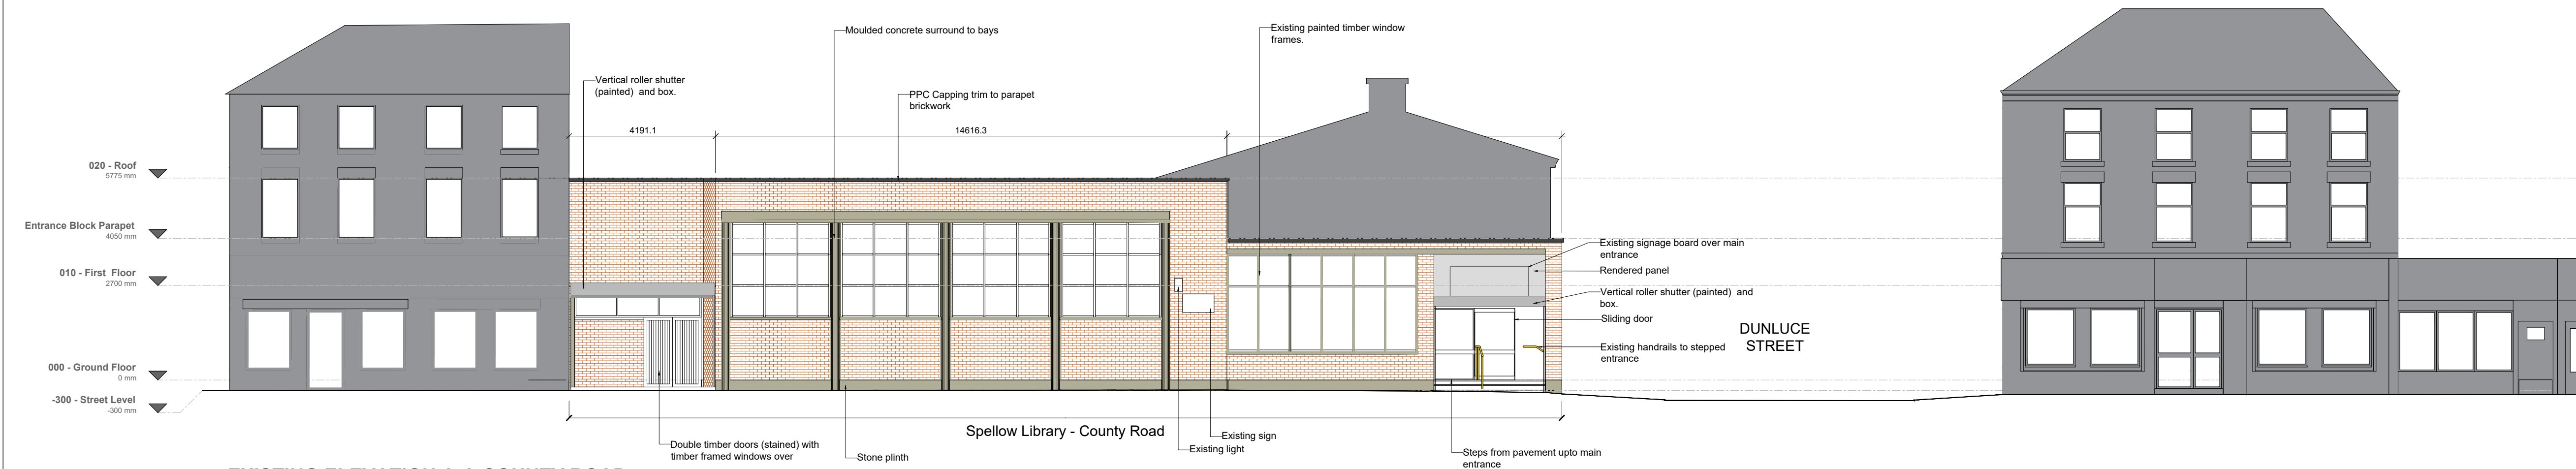 Moulded concrete surround to bays
Existing painted timber window
frames.
Vertical roller shutter
(painted) and box.
PPC Capping trim to parapet
brickwork
4191.1
14616.3
020 - Roof
5775 mm
Entrance Block Parapet
4050 mm
010 - First Floor
2700 mm
000 - Ground Floor
0 mm
-300 - Street Level
-300 mm
Existing signage board over main
entrance
Rendered panel
Vertical roller shutter (painted) and
box.
Sliding door
Existing handrails to stepped
entrance
DUNLUCE
STREET
Spellow Library - County Road
Existing sign
Existing light
Double timber doors (stained) with
timber framed windows over
Stone plinth
Steps from pavement upto main
entrance